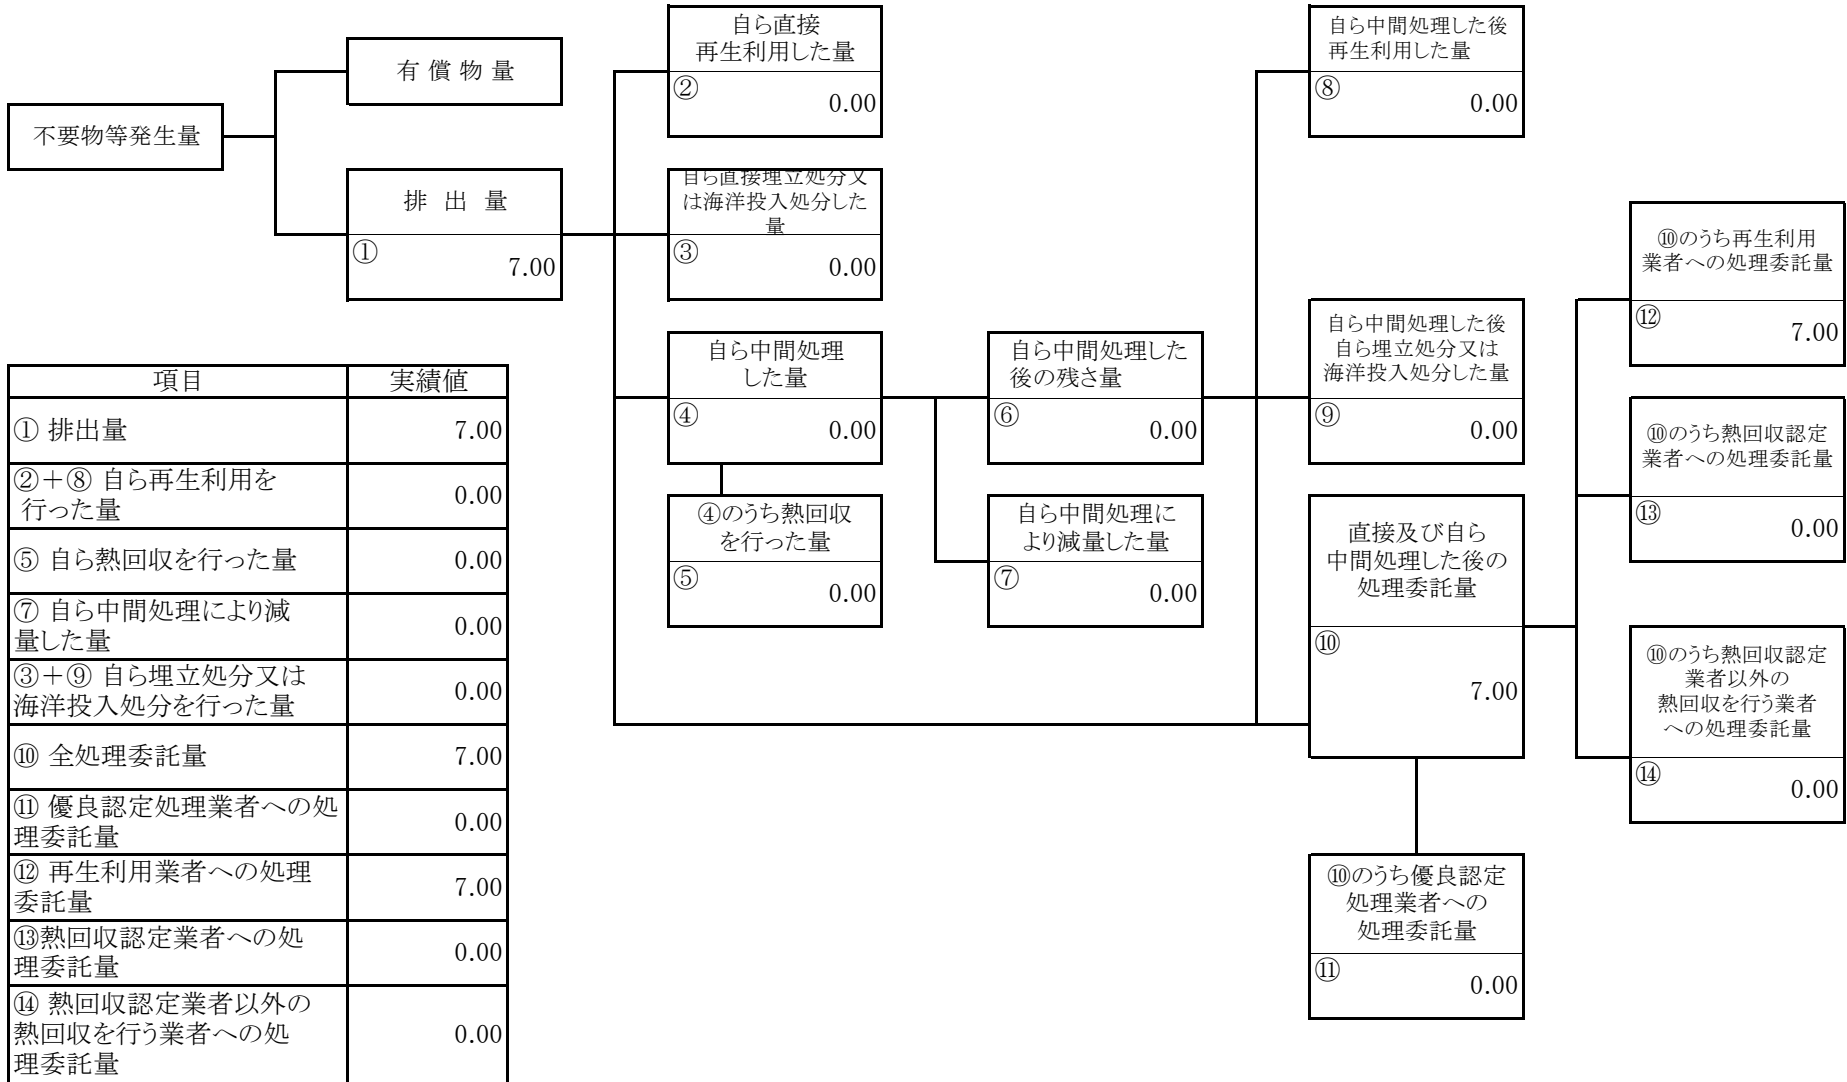 不要物等発生量
有 償 物 量
排 出 量
①
7.00
自ら直接
再生利用した量
②
0.00
自ら直接埋立処分又
は海洋投入処分した
量
③
0.00
自ら中間処理
した量
④
0.00
④のうち熱回収
を行った量
⑤
0.00
自ら中間処理した
後の残さ量
⑥
0.00
自ら中間処理に
より減量した量
⑦
0.00
自ら中間処理した後
再生利用した量
⑧
0.00
自ら中間処理した後
自ら埋立処分又は
海洋投入処分した量
⑨
0.00
直接及び自ら
中間処理した後の
処理委託量
⑩
7.00
⑩のうち優良認定
処理業者への
処理委託量
⑪
0.00
⑩のうち再生利用
業者への処理委託量
⑫
7.00
⑩のうち熱回収認定
業者への処理委託量
⑬
0.00
⑩のうち熱回収認定
業者以外の
熱回収を行う業者
への処理委託量
⑭
0.00
項目 実績値
① 排出量 7.00
②+⑧ 自ら再生利用を
行った量 0.00
⑤ 自ら熱回収を行った量 0.00
⑦ 自ら中間処理により減
量した量 0.00
③+⑨ 自ら埋立処分又は
海洋投入処分を行った量 0.00
⑩ 全処理委託量 7.00
⑪ 優良認定処理業者への処
理委託量 0.00
⑫ 再生利用業者への処理
委託量 7.00
⑬熱回収認定業者への処
理委託量 0.00
⑭ 熱回収認定業者以外の
熱回収を行う業者への処
理委託量 0.00